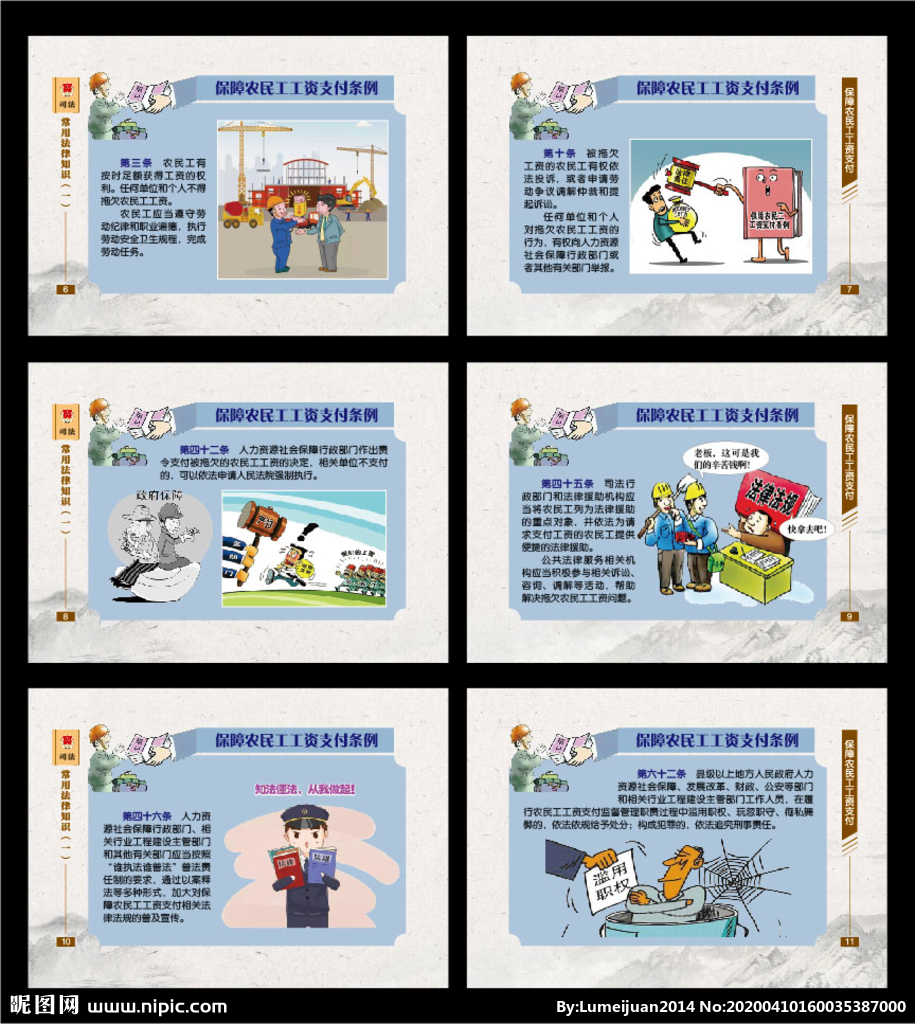 司法
常用法律知识（一）
6
保障农民工工资支付条例
第三条 农民工有
按时足额获得工资的权
利。任何单位和个人不得
拖欠农民工工资。
农民工应当遵守劳
动纪律和职业道德，执行
劳动安全卫生规程，完成
劳动任务。
保障农民工工资支付条例
第十条 被拖欠
工资的农民工有权依
法投诉，或者申请劳
动争议调解仲裁和提
起诉讼。
任何单位和个人
对拖欠农民工工资的
行为，有权向人力资源
社会保障行政部门或
者其他有关部门举报。
保障农民工
工资支付条例
保障农民工工资支付
7
司法
常用法律知识（一）
8
保障农民工工资支付条例
第四十二条 人力资源社会保障行政部门作出责
令支付被拖欠的农民工工资的决定，相关单位不支付
的，可以依法申请人民法院强制执行。
政府保障
保障农民工工资支付条例
第四十五条 司法行
政部门和法律援助机构应
当将农民工列为法律援助
的重点对象，并依法为请
求支付工资的农民工提供
便捷的法律援助。
公共法律服务相关机
构应当积极参与相关诉讼、
咨询、调解等活动，帮助
解决拖欠农民工工资问题。
老板，这可是我
们的辛苦钱啊！
法律法规
快拿去吧！
保障农民工工资支付
9
司法
常用法律知识（一）
10
保障农民工工资支付条例
第四十六条 人力资
源社会保障行政部门、相
关行业工程建设主管部门
和其他有关部门应当按照
“谁执法谁普法”普法责
任制的要求，通过以案释
法等多种形式，加大对保
障农民工工资支付相关法
律法规的普及宣传。
知法懂法，从我做起！
法律
法规
保障农民工工资支付条例
第六十二条 县级以上地方人民政府人力
资源社会保障、发展改革、财政、公安等部门
和相关行业工程建设主管部门工作人员，在履
行农民工工资支付监督管理职责过程中滥用职权、玩忽职守、徇私舞
弊的，依法依规给予处分；构成犯罪的，依法追究刑事责任。
滥用
职权
保障农民工工资支付
11
昵图网 www.nipic.com
By:Lumeijuan2014 No:20200410160035387000